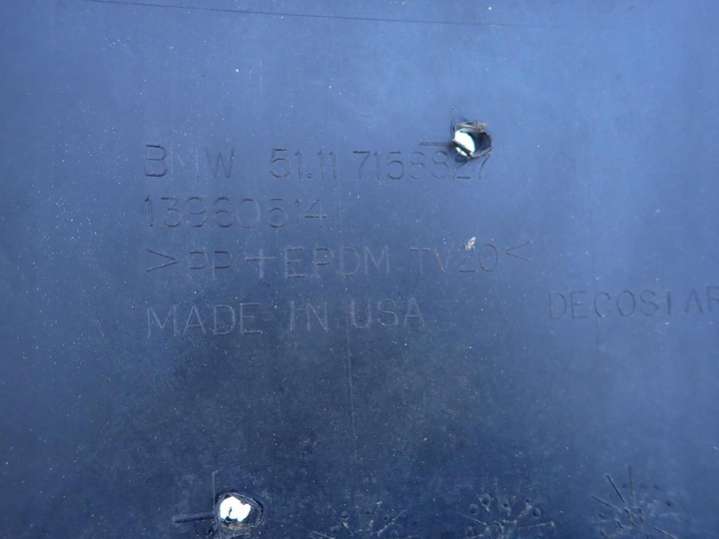 BMW 51.11 7158827
13960514
>PP+EPDM TV20<
MADE IN USA
DECOSTAR